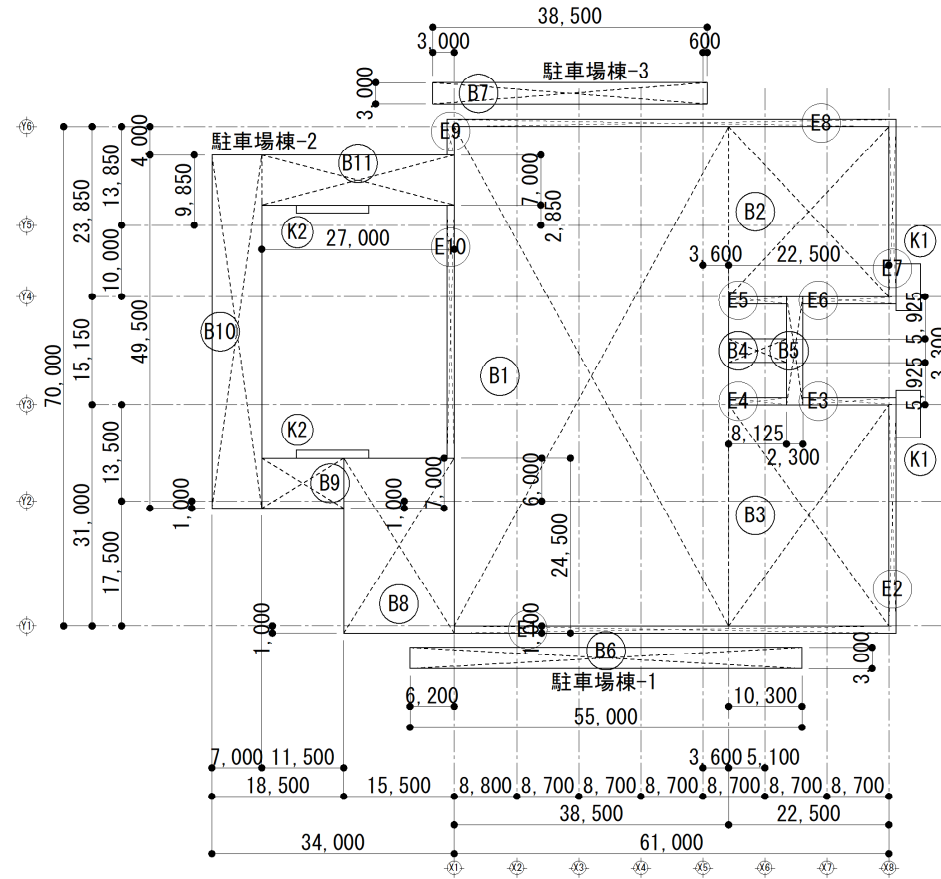 38,500
3,000
600
駐車場棟-3
B7
3,000
Y6
E9
E8
4,000
駐車場棟-2
B11
13,850
9,850
7,000
B2
23,850
Y5
K2
2,850
K1
27,000
E10
3,600
22,500
E7
10,000
Y4
E5
E6
5,925
B10
49,500
15,150
70,000
B4
B5
3,300
B1
5,925
Y3
E4
E3
K2
8,125
2,300
K1
13,500
B9
7,000
6,000
Y2
1,000
1,000
B3
31,000
24,500
17,500
B8
E2
Y1
1,000
E1
1,000
B6
3,000
駐車場棟-1
6,200
10,300
55,000
7,000
11,500
3,600
5,100
18,500
15,500
8,800
8,700
8,700
8,700
8,700
8,700
8,700
38,500
22,500
34,000
61,000
X1
X2
X3
X4
X5
X6
X7
X8